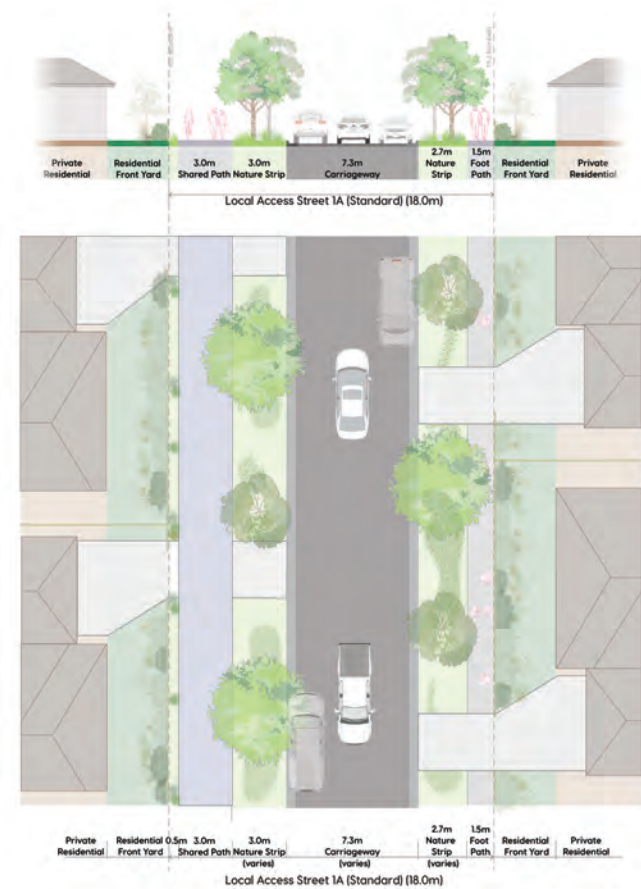 Private Residential
Residential Front Yard
3.0m Shared Path
3.0m Nature Strip
7.3m Carriageway
2.7m Nature Strip
1.5m Foot Path
Residential Front Yard
Private Residential
Local Access Street 1A (Standard) (18.0m)
Private Residential
Residential Front Yard
0.5m
3.0m Shared Path
3.0m Nature Strip (varies)
7.3m Carriageway (varies)
2.7m Nature Strip (varies)
1.5m Foot Path
Residential Front Yard
Private Residential
Local Access Street 1A (Standard) (18.0m)